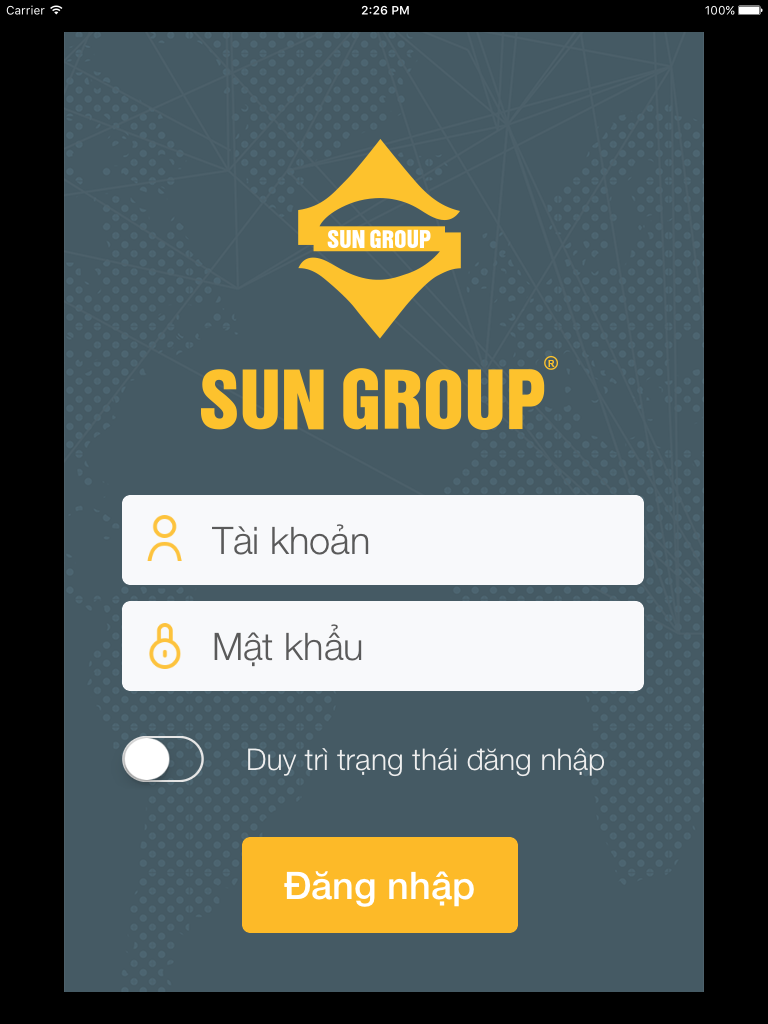 Carrier 2:26 PM 100%
SUN GROUP
SUN GROUP®
Tài khoản
Mật khẩu
Duy trì trạng thái đăng nhập
Đăng nhập